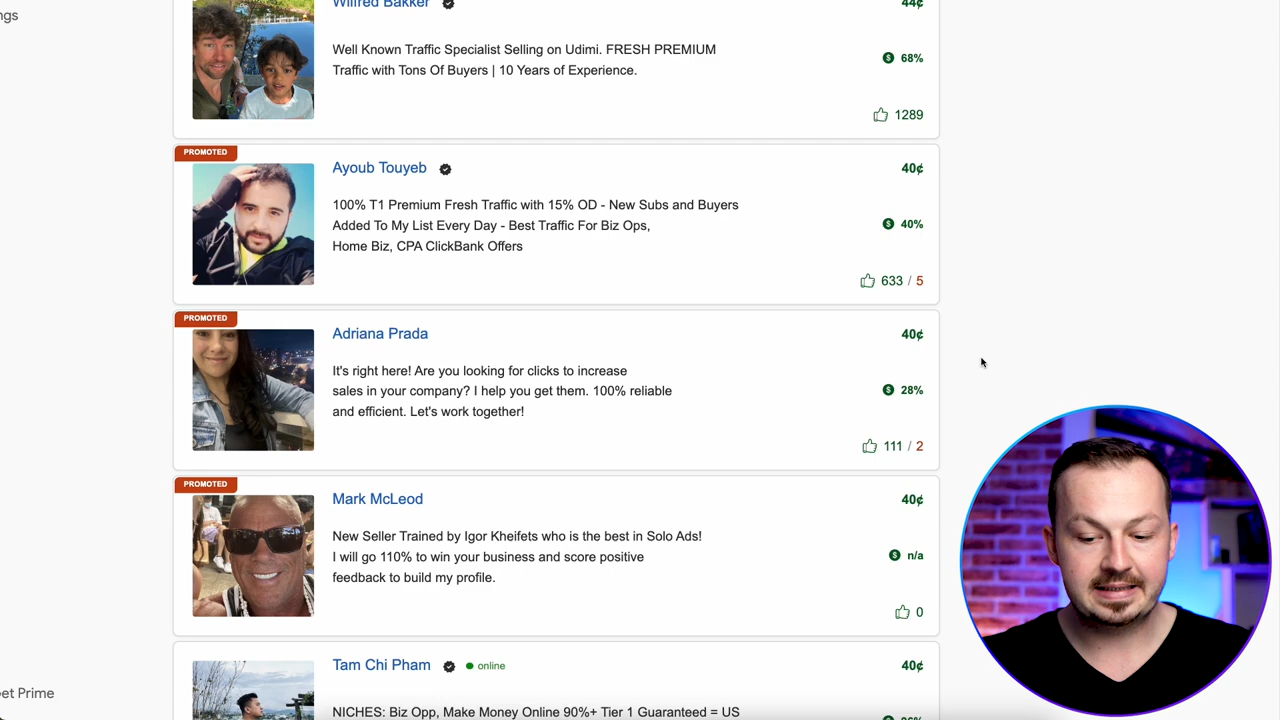 ngs
Wilfred Bakker
44¢
Well Known Traffic Specialist Selling on Udimi. FRESH PREMIUM
Traffic with Tons Of Buyers | 10 Years of Experience.
68%
1289
PROMOTED
Ayoub Touyeb
40¢
100% T1 Premium Fresh Traffic with 15% OD - New Subs and Buyers
Added To My List Every Day - Best Traffic For Biz Ops,
Home Biz, CPA ClickBank Offers
40%
633 / 5
PROMOTED
Adriana Prada
40¢
It's right here! Are you looking for clicks to increase
sales in your company? I help you get them. 100% reliable
and efficient. Let's work together!
28%
111 / 2
PROMOTED
Mark McLeod
40¢
New Seller Trained by Igor Kheifets who is the best in Solo Ads!
I will go 110% to win your business and score positive
feedback to build my profile.
n/a
0
Tam Chi Pham
online
40¢
et Prime
NICHES: Biz Opp, Make Money Online 90%+ Tier 1 Guaranteed = US